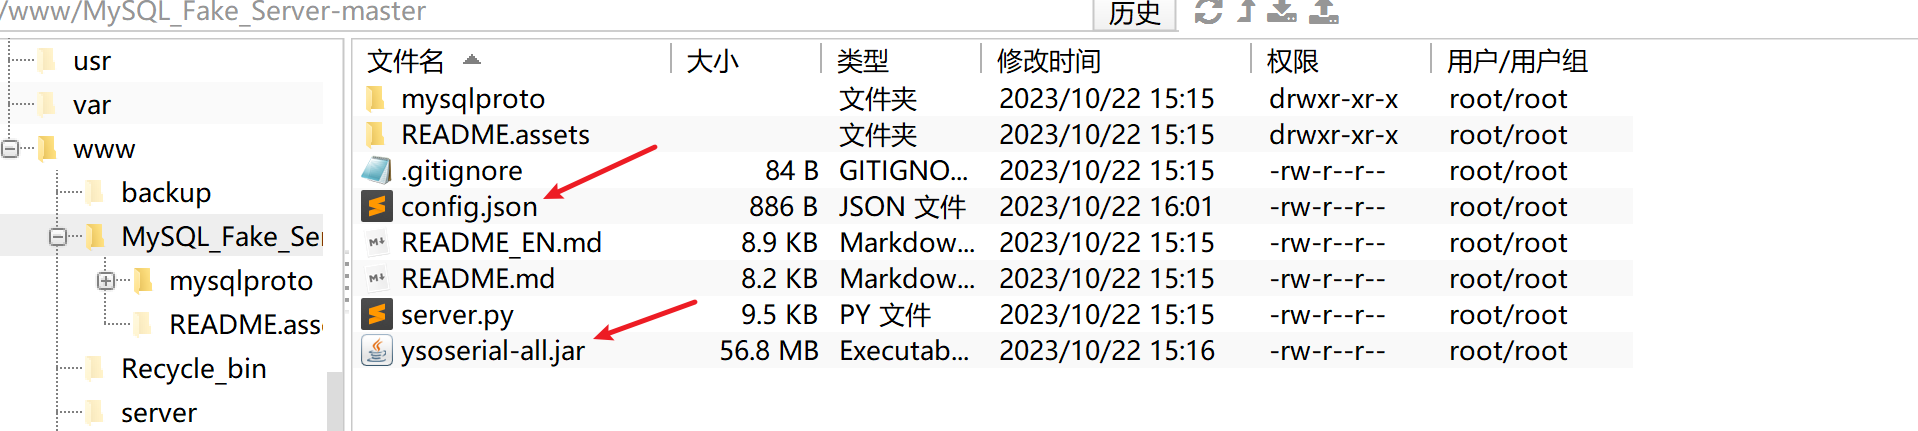 /www/MySQL_Fake_Server-master 历史
usr
var
www
backup
MySQL_Fake_Ser
mysqlproto
README.ass
Recycle_bin
server
文件名 大小 类型 修改时间 权限 用户/用户组
mysqlproto 文件夹 2023/10/22 15:15 drwxr-xr-x root/root
README.assets 文件夹 2023/10/22 15:15 drwxr-xr-x root/root
.gitignore 84 B GITIGNO... 2023/10/22 15:15 -rw-r--r-- root/root
config.json 886 B JSON 文件 2023/10/22 16:01 -rw-r--r-- root/root
README_EN.md 8.9 KB Markdow... 2023/10/22 15:15 -rw-r--r-- root/root
README.md 8.2 KB Markdow... 2023/10/22 15:15 -rw-r--r-- root/root
server.py 9.5 KB PY 文件 2023/10/22 15:15 -rw-r--r-- root/root
ysoserial-all.jar 56.8 MB Executab... 2023/10/22 15:16 -rw-r--r-- root/root